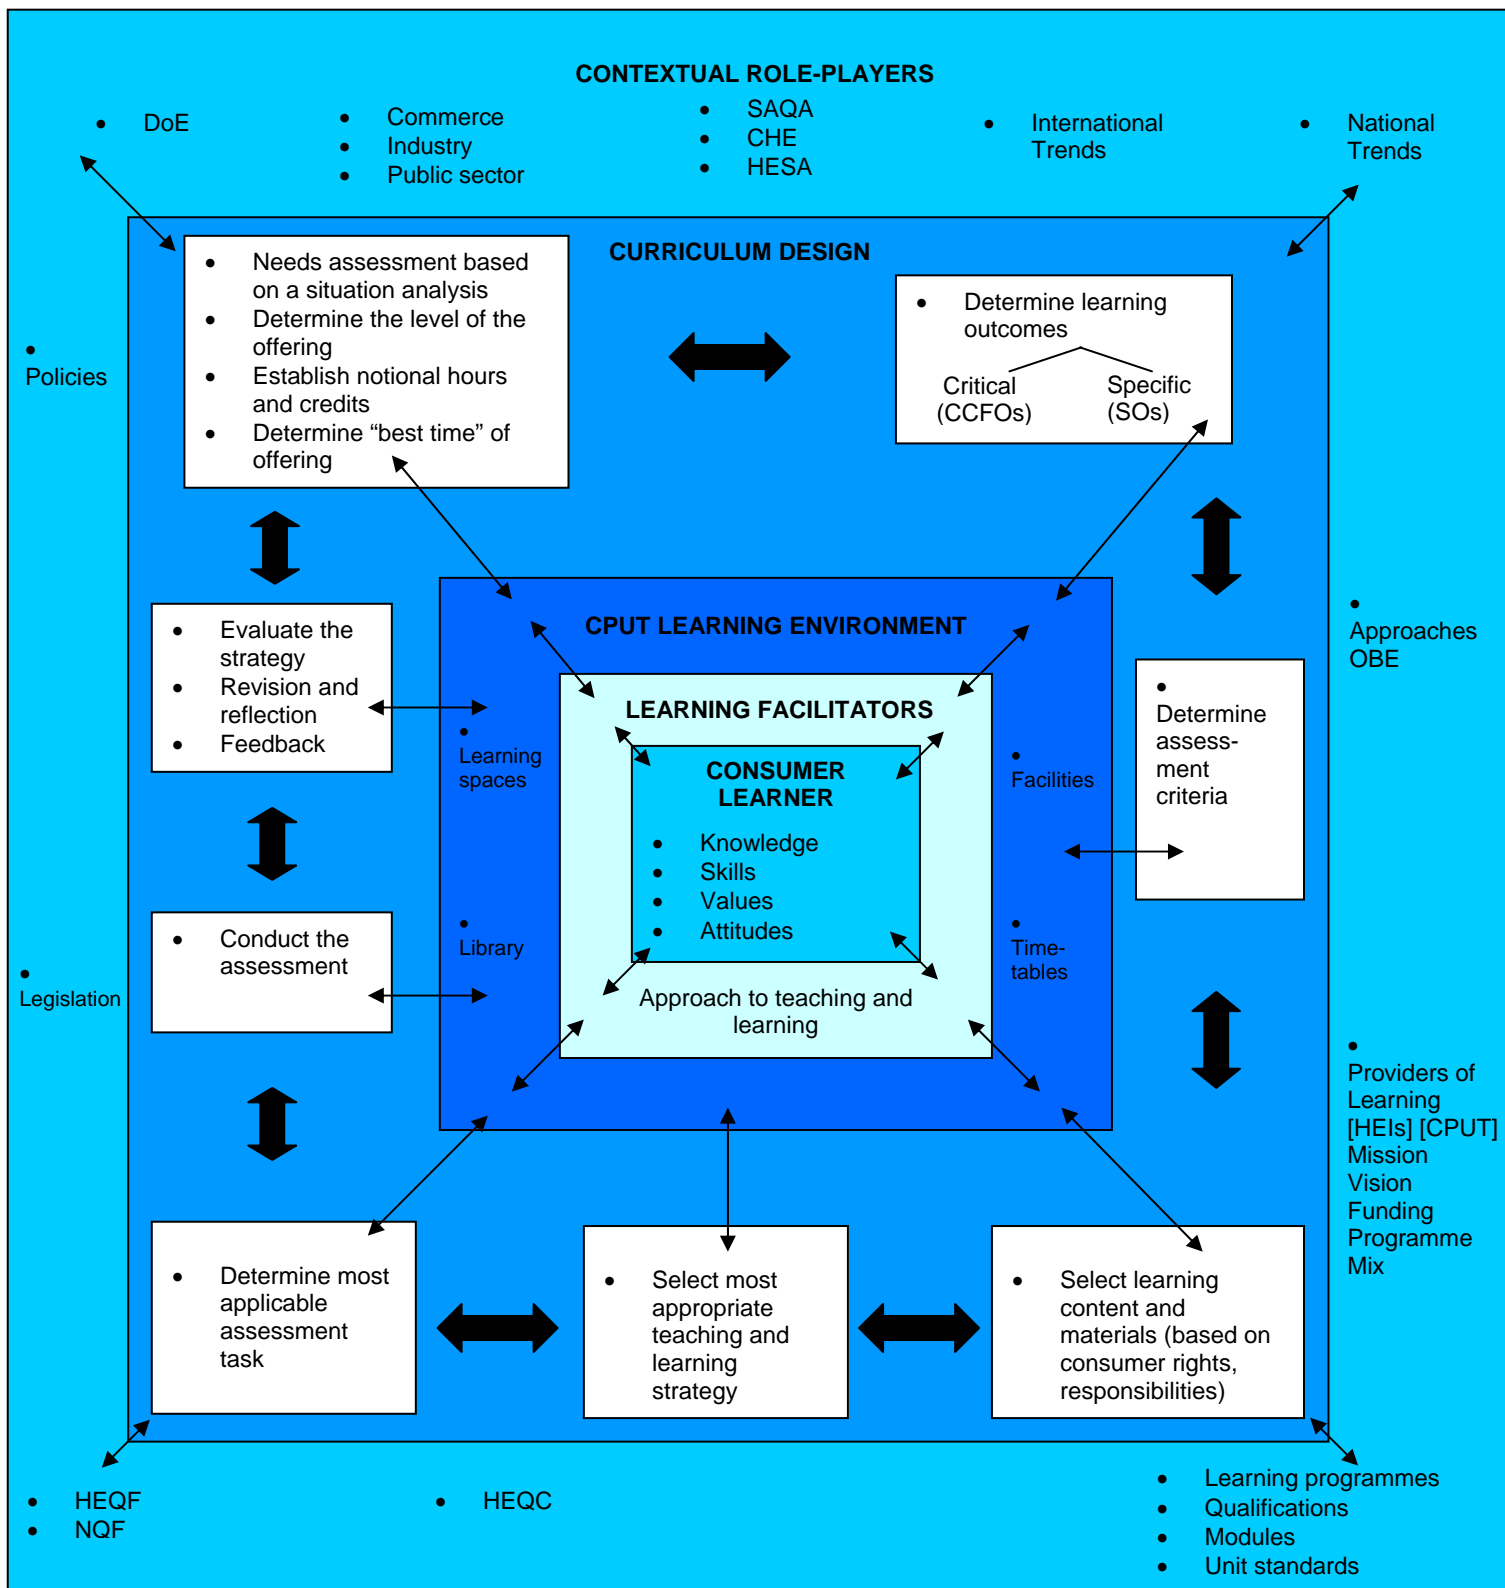 CONTEXTUAL ROLE-PLAYERS
• DoE
• Commerce
• Industry
• Public sector
• SAQA
• CHE
• HESA
• International
Trends
• National
Trends
CURRICULUM DESIGN
• Needs assessment based
on a situation analysis
• Determine the level of the
offering
• Establish notional hours
and credits
• Determine “best time” of
offering
• Determine learning
outcomes
Critical
(CCFOs)
Specific
(SOs)
•
Policies
•
Legislation
• Evaluate the
strategy
• Revision and
reflection
• Feedback
• Conduct the
assessment
CPUT LEARNING ENVIRONMENT
•
Learning
spaces
•
Library
LEARNING FACILITATORS
CONSUMER
LEARNER
• Knowledge
• Skills
• Values
• Attitudes
Approach to teaching and
learning
•
Facilities
•
Time-
tables
•
Determine
assess-
ment
criteria
•
Approaches
OBE
•
Providers of
Learning
[HEIs] [CPUT]
Mission
Vision
Funding
Programme
Mix
• Determine most
applicable
assessment
task
• Select most
appropriate
teaching and
learning
strategy
• Select learning
content and
materials (based on
consumer rights,
responsibilities)
• HEQF
• NQF
• HEQC
• Learning programmes
• Qualifications
• Modules
• Unit standards